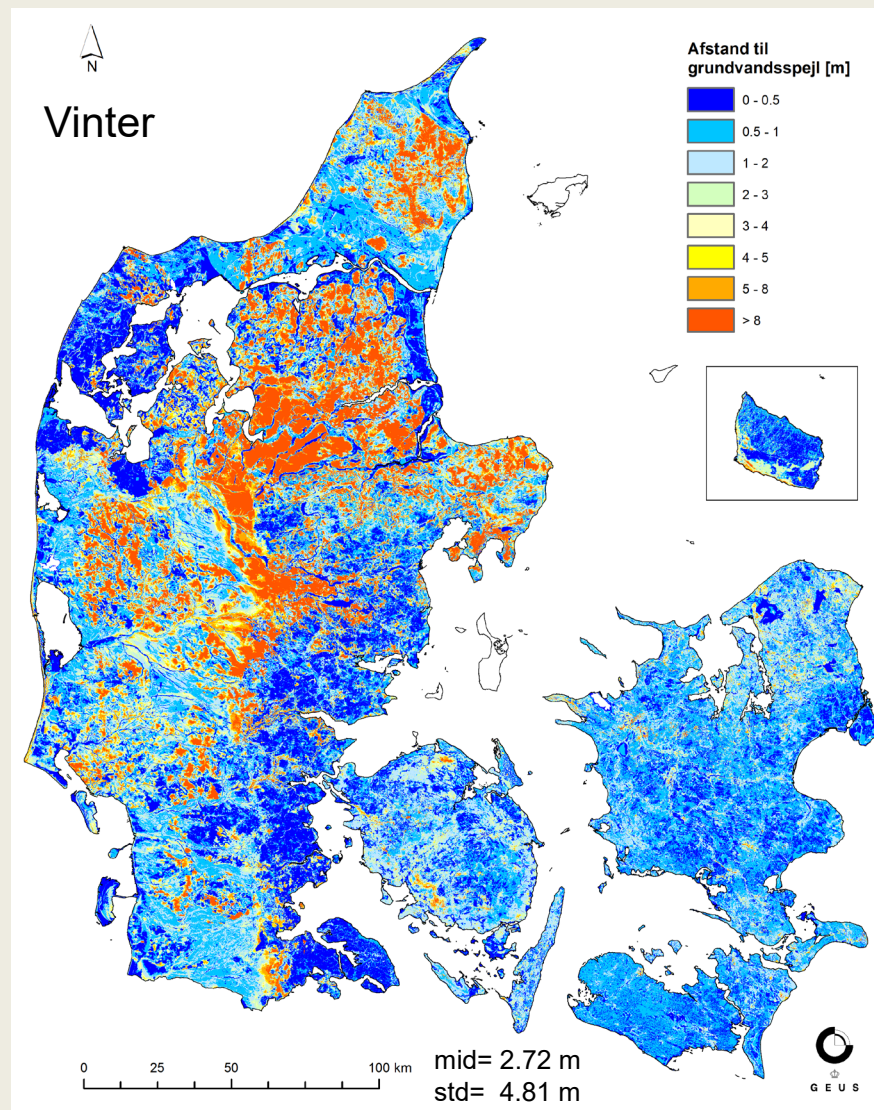 N
Vinter
Afstand til
grundvandsspejl [m]
0 - 0.5
0.5 - 1
1 - 2
2 - 3
3 - 4
4 - 5
5 - 8
> 8
0 50 100 km
mid= 2.72 m
std= 4.81 m
G E U S